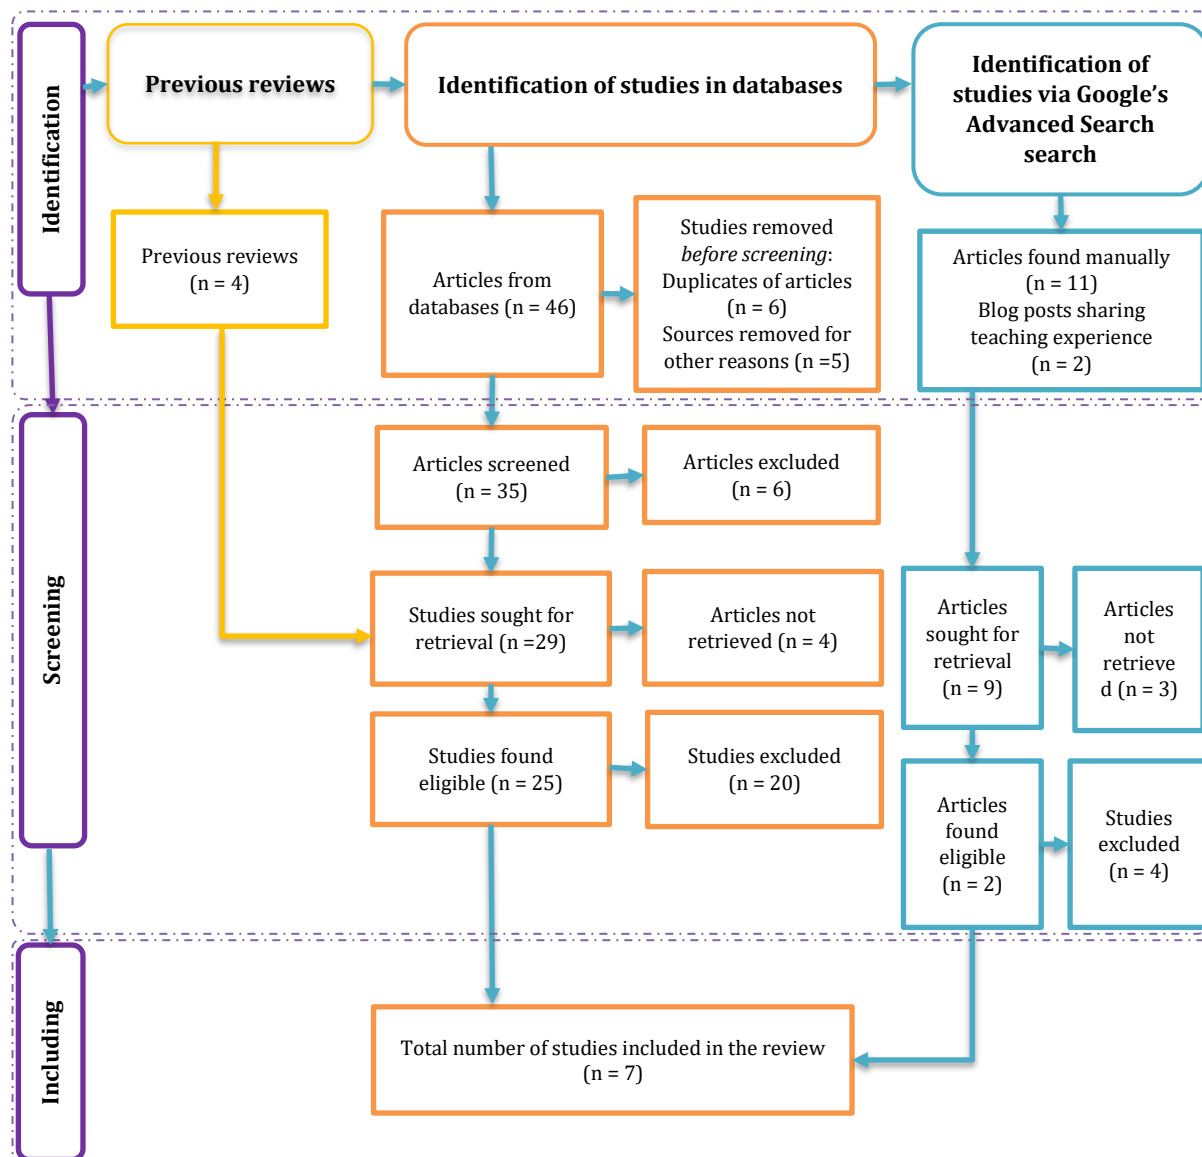 Identification
Previous reviews
Identification of studies in databases
Identification of
studies via Google’s
Advanced Search
search
Previous reviews
(n = 4)
Articles from
databases (n = 46)
Studies removed
before screening:
Duplicates of articles
(n = 6)
Sources removed for
other reasons (n =5)
Articles found manually
(n = 11)
Blog posts sharing
teaching experience
(n = 2)
Screening
Articles screened
(n = 35)
Articles excluded
(n = 6)
Studies sought for
retrieval (n =29)
Articles not
retrieved (n = 4)
Articles
sought for
retrieval
(n = 9)
Articles
not
retrieve
d (n = 3)
Studies found
eligible (n = 25)
Studies excluded
(n = 20)
Articles
found
eligible
(n = 2)
Studies
excluded
(n = 4)
Including
Total number of studies included in the review
(n = 7)